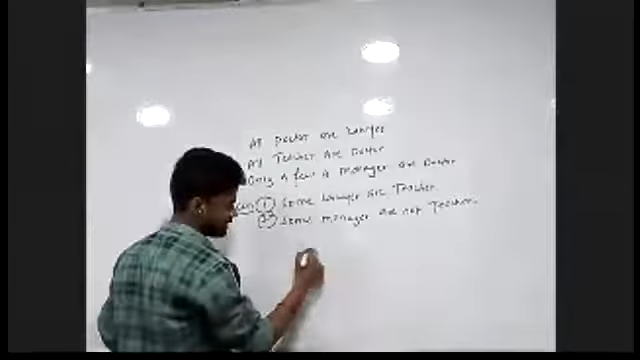 All Doctor are Lawyer
All Teacher are Doctor
Only a few Manager are Doctor
① Some Lawyer are Teacher.
② Some manager are not Teacher.